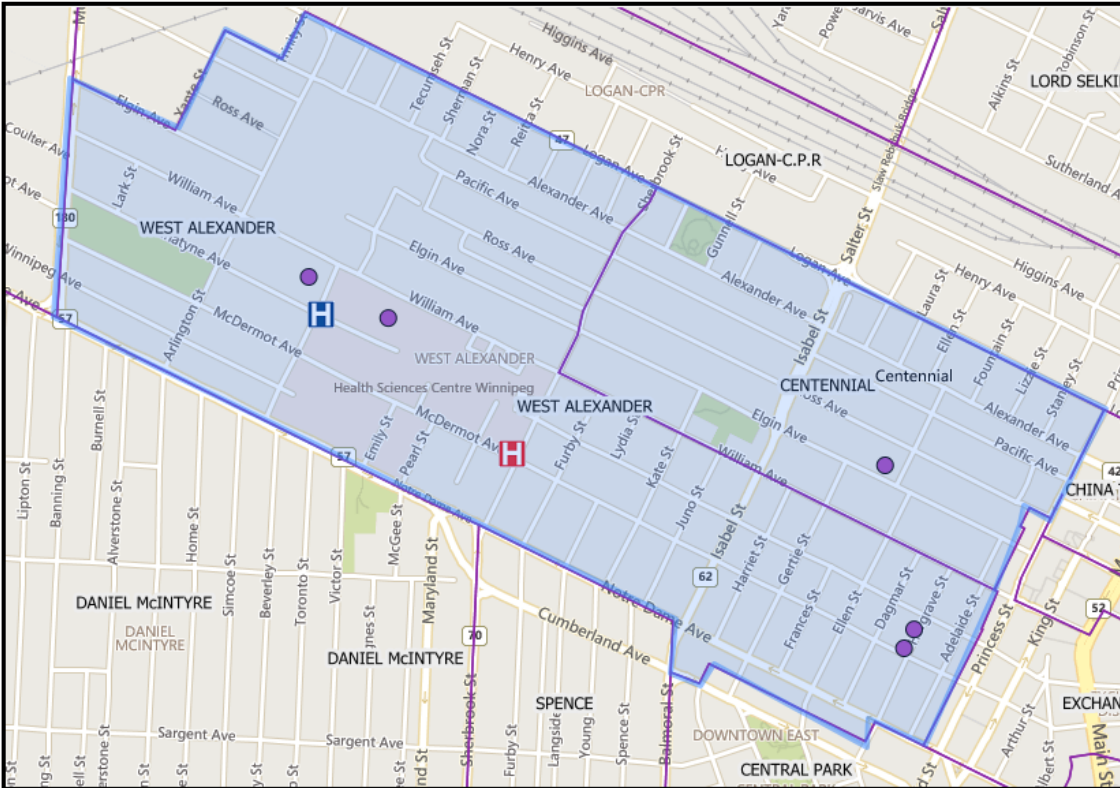 Higgins Ave
Jarvis Ave
Robinson St
Trinity St
Tecumseh St
Henry Ave
Aikins St
LORD SELKI
Sherman St
LOGAN-CPR
Xante St
Elgin Ave
Ross Ave
Nora St
Reitta St
Slaw Rebchuk Bridge
Coulter Ave
47
Logan Ave
Sherbrook St
LOGAN-C.P.R
Sutherland A
Lark St
William Ave
Pacific Ave
Alexander Ave
180
WEST ALEXANDER
Gunnell St
Salter St
Winnipeg Ave
Elgin Ave
Ross Ave
Logan Ave
Higgins Ave
Henry Ave
Alexander Ave
Laura St
H
William Ave
57
Arlington St
McDermot Ave
Isabel St
Ellen St
Fountain St
Lizzie St
Stanley St
WEST ALEXANDER
Centennial
CENTENNIAL
Health Sciences Centre Winnipeg
WEST ALEXANDER
Burnell St
Emily St
McDermot Ave
Pearl St
H
Furby St
Lydia St
Elgin Ave
Alexander Ave
Pacific Ave
William Ave
Kate St
57
42
CHINA
Lipton St
Banning St
Notre Dame Ave
Juno St
Alverstone St
Home St
McGee St
Isabel St
Simcoe St
Beverley St
Toronto St
Victor St
Maryland St
62
Harriet St
Gertie St
Dagmar St
Adelaide St
Notre Dame Ave
Frances St
Ellen St
Princess St
King St
52
DANIEL McINTYRE
DANIEL
MCINTYRE
Cumberland Ave
70
DANIEL McINTYRE
SPENCE
EXCHAN
Sherbrook St
Furby St
Langside
Young
Spence St
Balmoral St
Sargent Ave
Sargent Ave
DOWNTOWN EAST
Arthur St
Main St
CENTRAL PARK